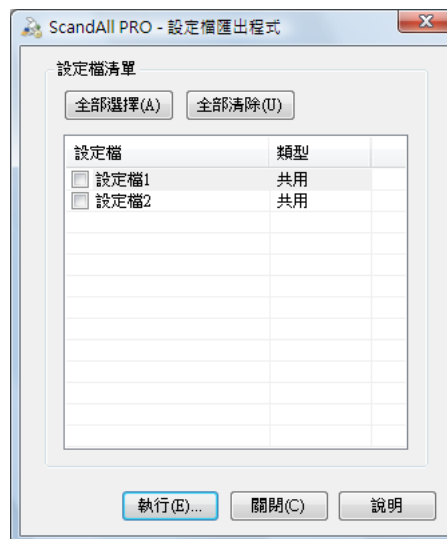 ScandAll PRO - 設定檔匯出程式
設定檔清單
全部選擇(A) 全部清除(U)
設定檔 類型
設定檔1 共用
設定檔2 共用
執行(E)... 關閉(C) 說明